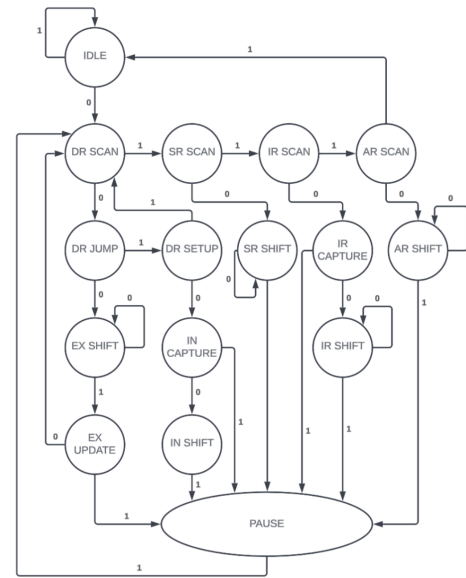 1
IDLE
1
0
DR SCAN
1
SR SCAN
1
IR SCAN
1
AR SCAN
0
1
0
0
0
0
DR JUMP
1
DR SETUP
SR SHIFT
IR
CAPTURE
AR SHIFT
0
0
0
0
0
1
EX SHIFT
IN
CAPTURE
IR SHIFT
1
0
1
1
1
0
EX
UPDATE
IN SHIFT
1
1
PAUSE
1